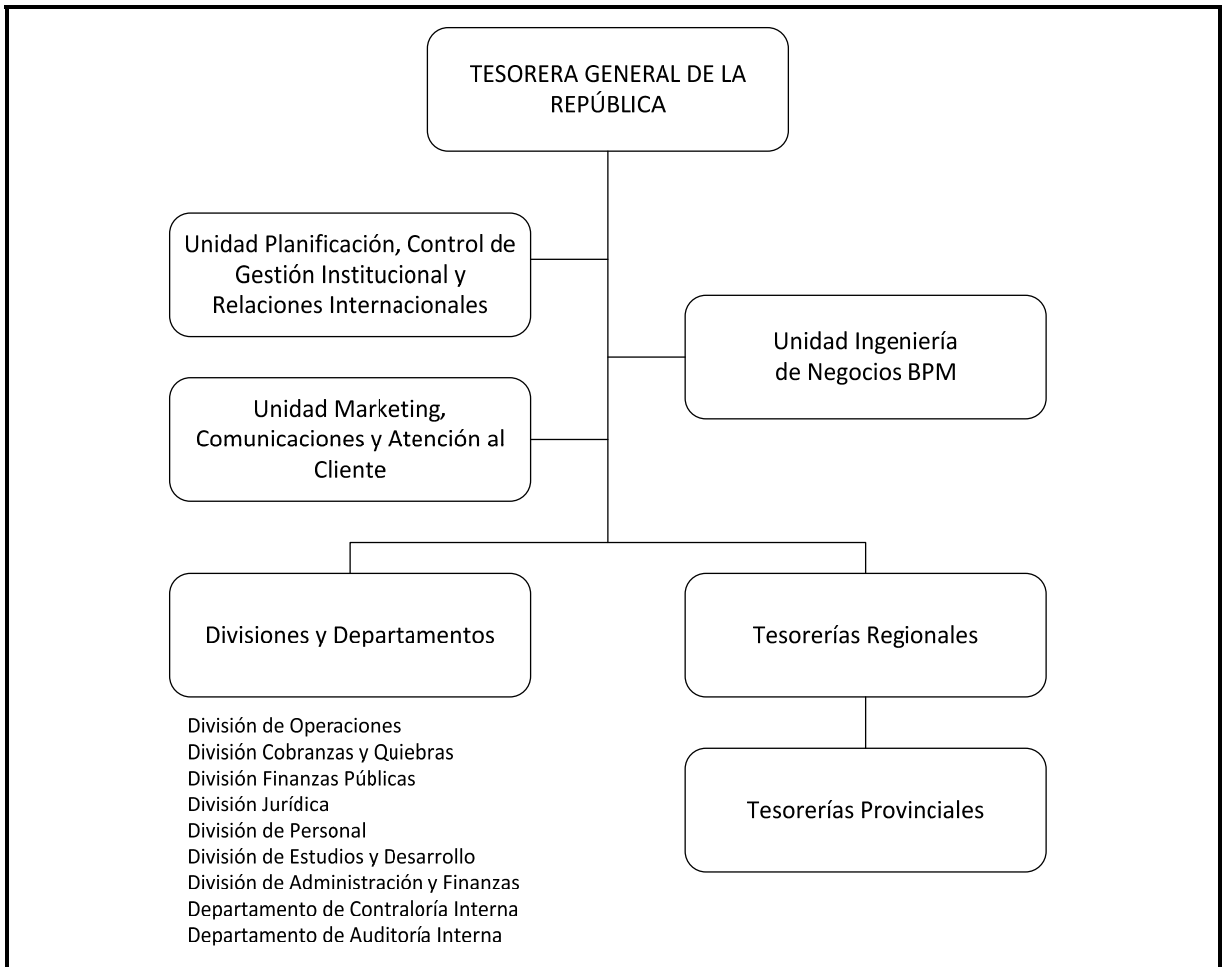 TESORERA GENERAL DE LA
REPÚBLICA
Unidad Planificación, Control de
Gestión Institucional y
Relaciones Internacionales
Unidad Ingeniería
de Negocios BPM
Unidad Marketing,
Comunicaciones y Atención al
Cliente
Divisiones y Departamentos
Tesorerías Regionales
División de Operaciones
División Cobranzas y Quiebras
División Finanzas Públicas
División Jurídica
División de Personal
División de Estudios y Desarrollo
División de Administración y Finanzas
Departamento de Contraloría Interna
Departamento de Auditoría Interna
Tesorerías Provinciales